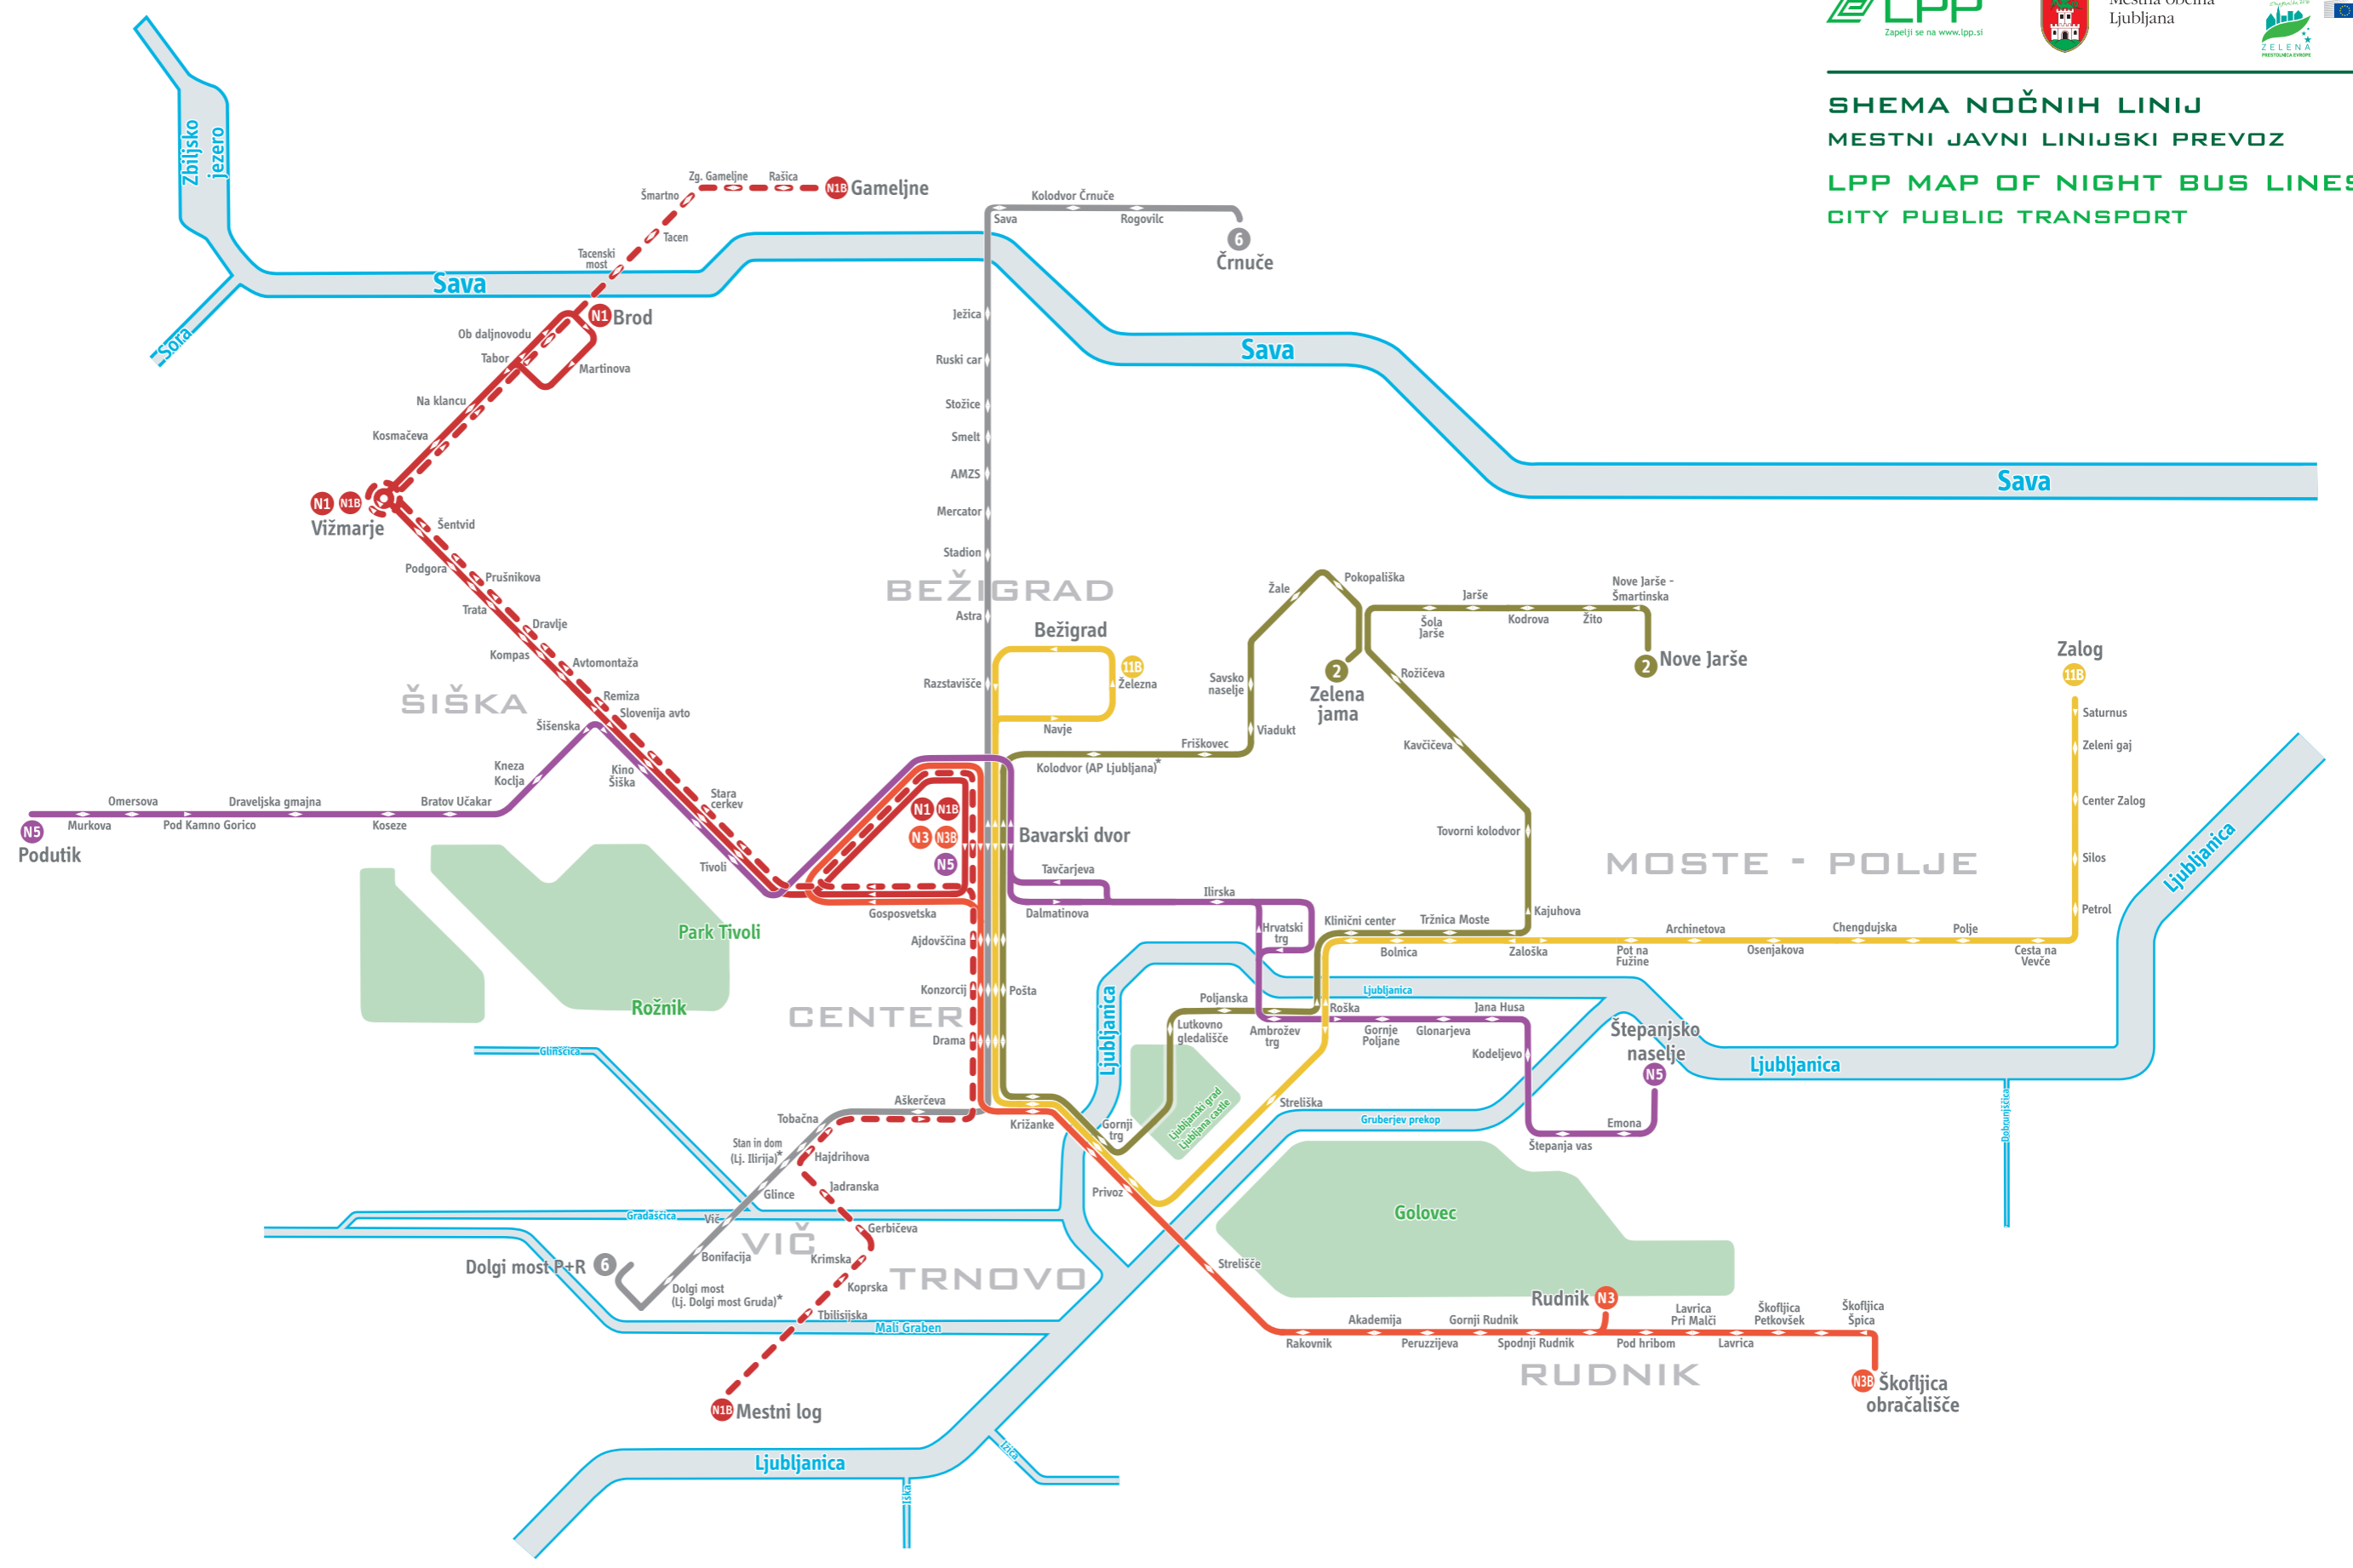 LPP
Zapelji se na www.lpp.si
Ljubljana
ZELENA
PRESTOLNICA EVROPE
SHEMA NOČNIH LINIJ
MESTNI JAVNI LINIJSKI PREVOZ
LPP MAP OF NIGHT BUS LINES
CITY PUBLIC TRANSPORT
Zbiljsko
jezero
Zg. Gameljne
Rašica
N1B Gameljne
Šmartno
Tacen
Tacenski
most
Kolodvor Črnuče
Sava
Rogovilc
6
Črnuče
Sava
Sora
N1 Brod
Ob daljnovodu
Tabor
Martinova
Na klancu
Kosmačeva
Ježica
Ruski car
Stožice
Smelt
AMZS
Mercator
Stadion
Sava
Sava
N1 N1B
Vižmarje
Šentvid
Podgora
Prušnikova
Trata
Dravlje
Kompas
Avtomontaža
Remiza
Slovenija avto
BEŽIGRAD
Astra
Bežigrad
11B
Razstavišče
Železna
Navje
Žale
Pokopališka
Savsko
naselje
Viadukt
Friškovec
Kolodvor (AP Ljubljana)*
2
Zelena
jama
Jarše
Nove Jarše -
Šmartinska
Šola
Jarše
Kodrova
Žito
2 Nove Jarše
Rožičeva
Kavčičeva
Tovorni kolodvor
Kajuhova
Zalog
11B
Saturnus
Zeleni gaj
Center Zalog
Silos
Petrol
Ljubljanica
ŠIŠKA
Šišenska
Kneza
Koclja
Kino
Šiška
Stara
cerkev
Tivoli
Omersova
Draveljska gmajna
Bratov Učakar
Murkova
Pod Kamno Gorico
Koseze
N5
Podutik
N1 N1B
N3 N3B
N5
Bavarski dvor
Tavčarjeva
Dalmatinova
Ilirska
Hrvatski
trg
Gosposvetska
Park Tivoli
Rožnik
Ajdovščina
Konzorcij
Pošta
Drama
CENTER
MOSTE - POLJE
Klinični center
Tržnica Moste
Bolnica
Zaloška
Pot na
Fužine
Archinetova
Osenjakova
Chengdujska
Polje
Cesta na
Vevče
Ljubljanica
Ljubljanica
Poljanska
Lutkovno
gledališče
Ambrožev
trg
Roška
Gornje
Poljane
Glonarjeva
Jana Husa
Kodeljevo
Štepanjsko
naselje
N5
Ljubljanica
Emona
Štepanja vas
Dobrunjščica
Glinščica
Aškerčeva
Tobačna
Stan in dom
(Lj. Ilirija)*
Hajdrihova
Glince
Jadranska
Gradaščica
Vič
VIČ
Gerbičeva
Bonifacija
Krimska
Dolgi most P+R 6
Dolgi most
(Lj. Dolgi most Gruda)*
Koprska
Tbilisijska
Mali Graben
TRNOVO
N1B Mestni log
Križanke
Gornji
trg
Privoz
Ljubljanski grad
Ljubljana castle
Streliška
Gruberjev prekop
Golovec
Strelišče
Rakovnik
Akademija
Peruzzijeva
Gornji Rudnik
Spodnji Rudnik
Rudnik N3
Pod hribom
Lavrica
Pri Malči
Lavrica
Škofljica
Petkovšek
Škofljica
Špica
RUDNIK
N3B Škofljica
obračališče
Ljubljanica
Iška
Ižica